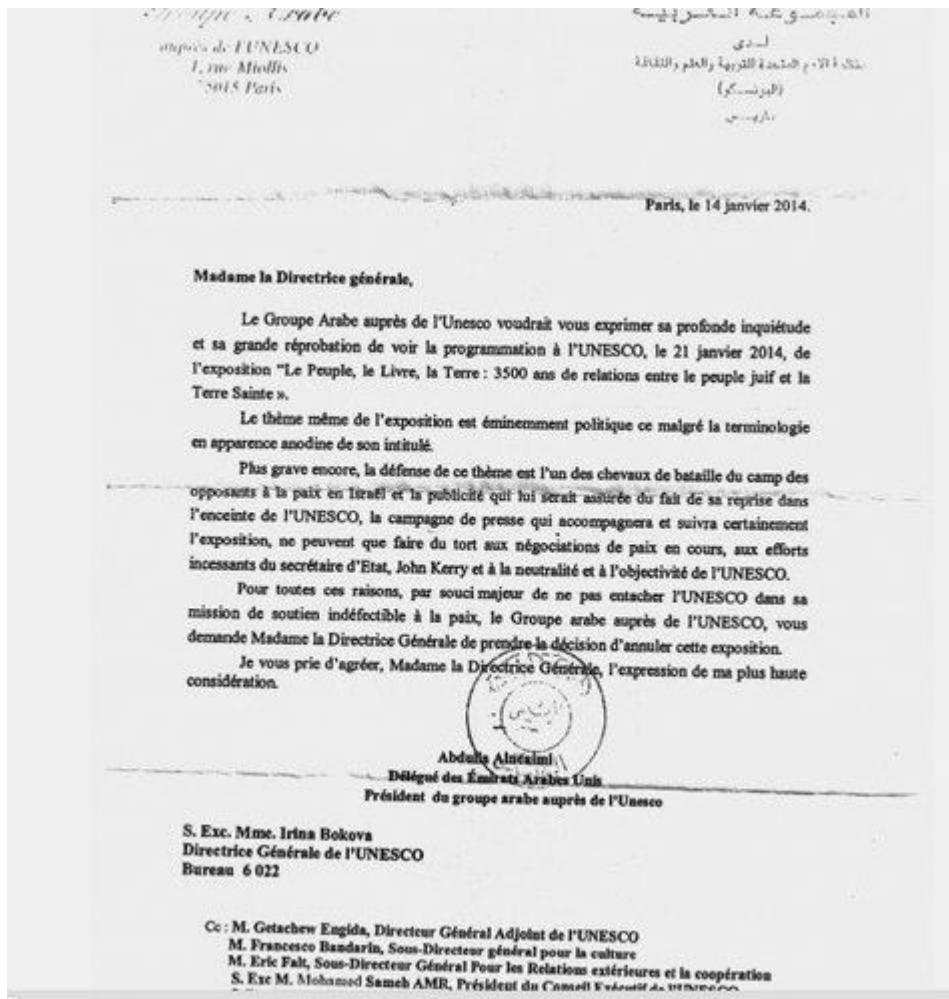 Groupe Arabe
auprès de l'UNESCO
1, rue Miollis
75015 Paris
لدى
منظمة الأمم المتحدة للتربية والعلم والثقافة
(اليونسكو)
باريس
Paris, le 14 janvier 2014.
Madame la Directrice générale,
Le Groupe Arabe auprès de l'Unesco voudrait vous exprimer sa profonde inquiétude
et sa grande réprobation de voir la programmation à l'UNESCO, le 21 janvier 2014, de
l'exposition "Le Peuple, le Livre, la Terre : 3500 ans de relations entre le peuple juif et la
Terre Sainte ».
Le thème même de l'exposition est éminemment politique ce malgré la terminologie
en apparence anodine de son intitulé.
Plus grave encore, la défense de ce thème est l'un des chevaux de bataille du camp des
opposants à la paix en Israël et la publicité qui lui serait assurée du fait de sa reprise dans
l'enceinte de l'UNESCO, la campagne de presse qui accompagnera et suivra certainement
l'exposition, ne peuvent que faire du tort aux négociations de paix en cours, aux efforts
incessants du secrétaire d'Etat, John Kerry et à la neutralité et à l'objectivité de l'UNESCO.
Pour toutes ces raisons, par souci majeur de ne pas entacher l'UNESCO dans sa
mission de soutien indéfectible à la paix, le Groupe arabe auprès de l'UNESCO, vous
demande Madame la Directrice Générale de prendre la décision d'annuler cette exposition.
Je vous prie d'agréer, Madame la Directrice Générale, l'expression de ma plus haute
considération.
Abdulla Alneaimi
Délégué des Émirats Arabes Unis
Président du groupe arabe auprès de l'Unesco
S. Exc. Mme. Irina Bokova
Directrice Générale de l'UNESCO
Bureau 6 022
Cc : M. Getachew Engida, Directeur Général Adjoint de l'UNESCO
M. Francesco Bandarin, Sous-Directeur général pour la culture
M. Eric Falt, Sous-Directeur Général Pour les Relations extérieures et la coopération
S. Exc M. Mohamed Sameh AMR, Président du Conseil Exécutif de l'UNESCO